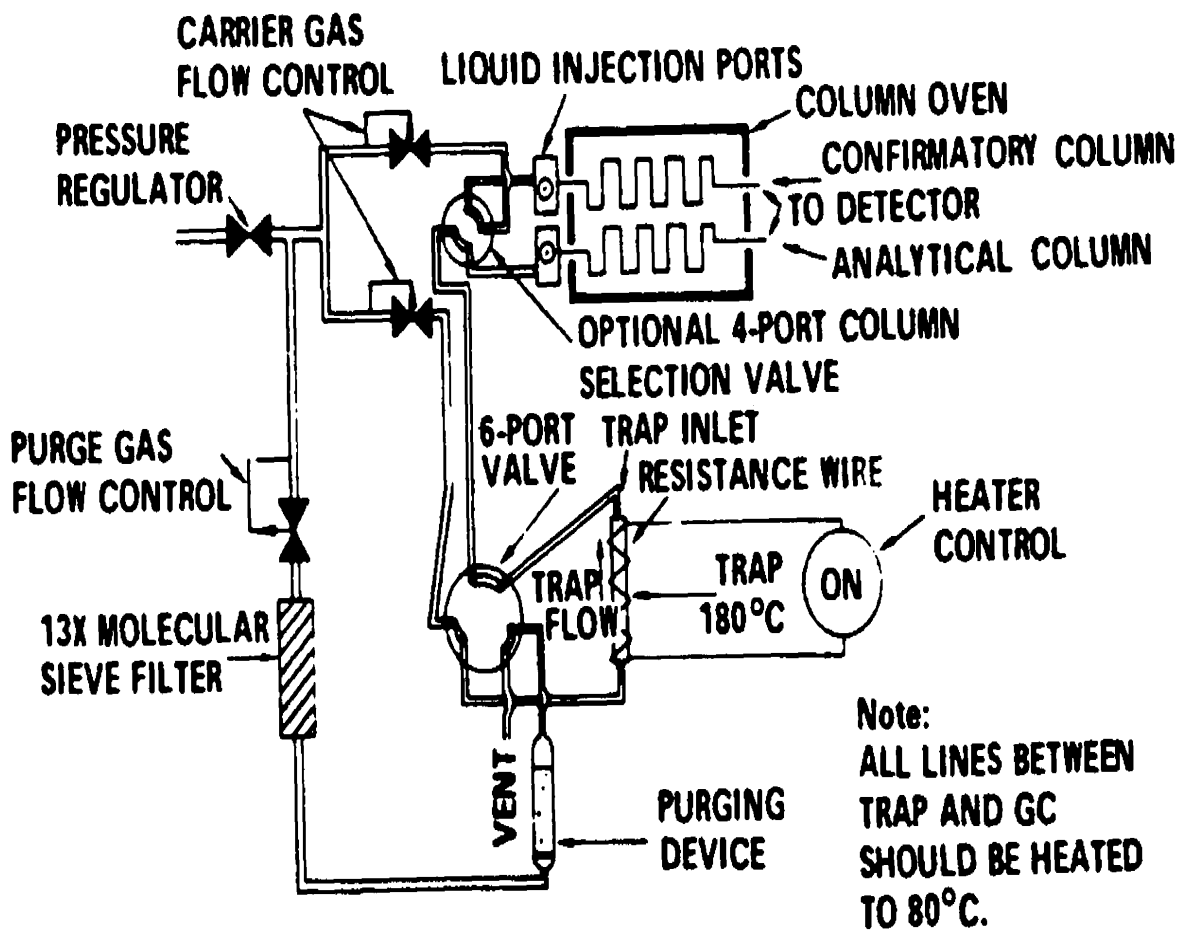 CARRIER GAS
FLOW CONTROL
LIQUID INJECTION PORTS
COLUMN OVEN
PRESSURE
REGULATOR
CONFIRMATORY COLUMN
TO DETECTOR
ANALYTICAL COLUMN
OPTIONAL 4-PORT COLUMN
SELECTION VALVE
PURGE GAS
FLOW CONTROL
6-PORT
VALVE
TRAP INLET
RESISTANCE WIRE
HEATER
CONTROL
ON
TRAP
FLOW
TRAP
180°C
13X MOLECULAR
SIEVE FILTER
VENT
PURGING
DEVICE
Note:
ALL LINES BETWEEN
TRAP AND GC
SHOULD BE HEATED
TO 80°C.